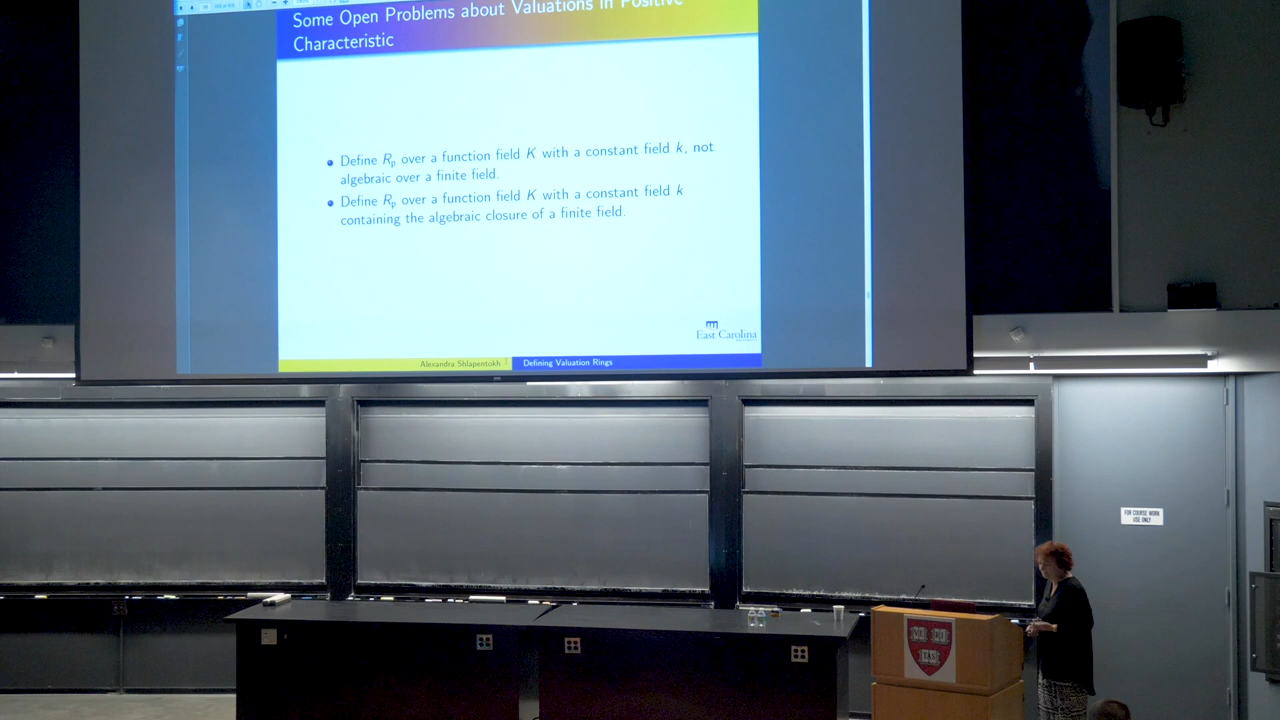 Some Open Problems about Valuations in Positive
Characteristic
Define R𝔭 over a function field K with a constant field k, not
algebraic over a finite field.
Define R𝔭 over a function field K with a constant field k
containing the algebraic closure of a finite field.
East Carolina
Alexandra Shlapentokh
Defining Valuation Rings
FOR COURSE WORK
USE ONLY